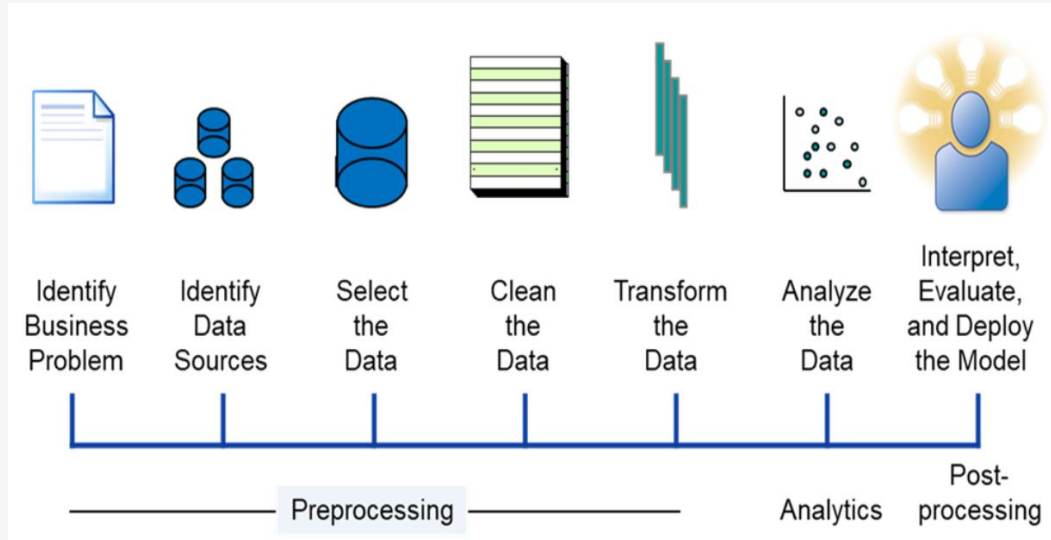 Identify
Business
Problem
Identify
Data
Sources
Select
the
Data
Clean
the
Data
Transform
the
Data
Analyze
the
Data
Interpret,
Evaluate,
and Deploy
the Model
Preprocessing
Analytics
Post-
processing